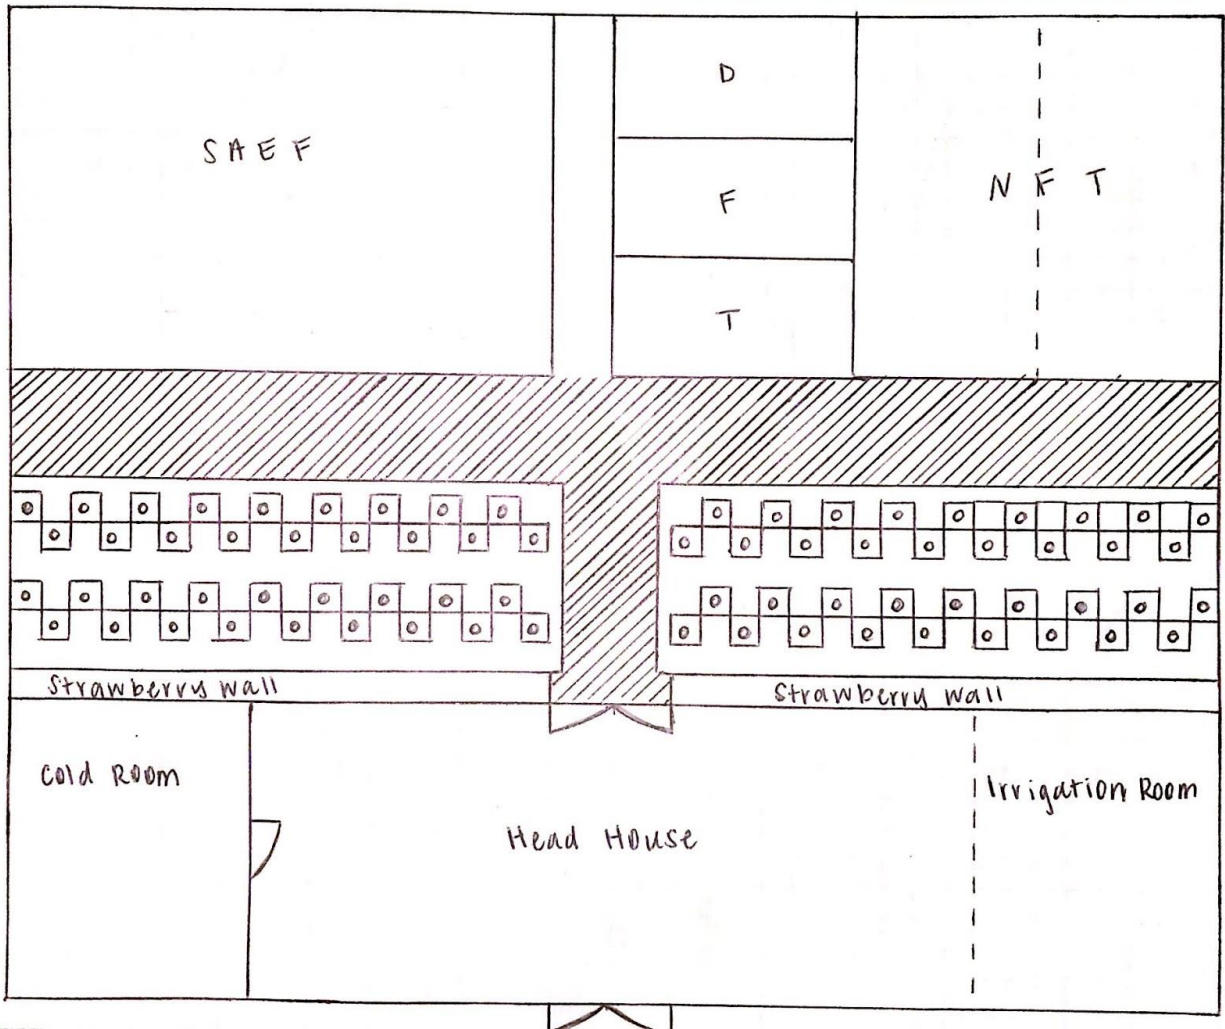 SAEF
D
F
T
NFT
Strawberry wall
Strawberry wall
Cold Room
Head House
Irrigation Room